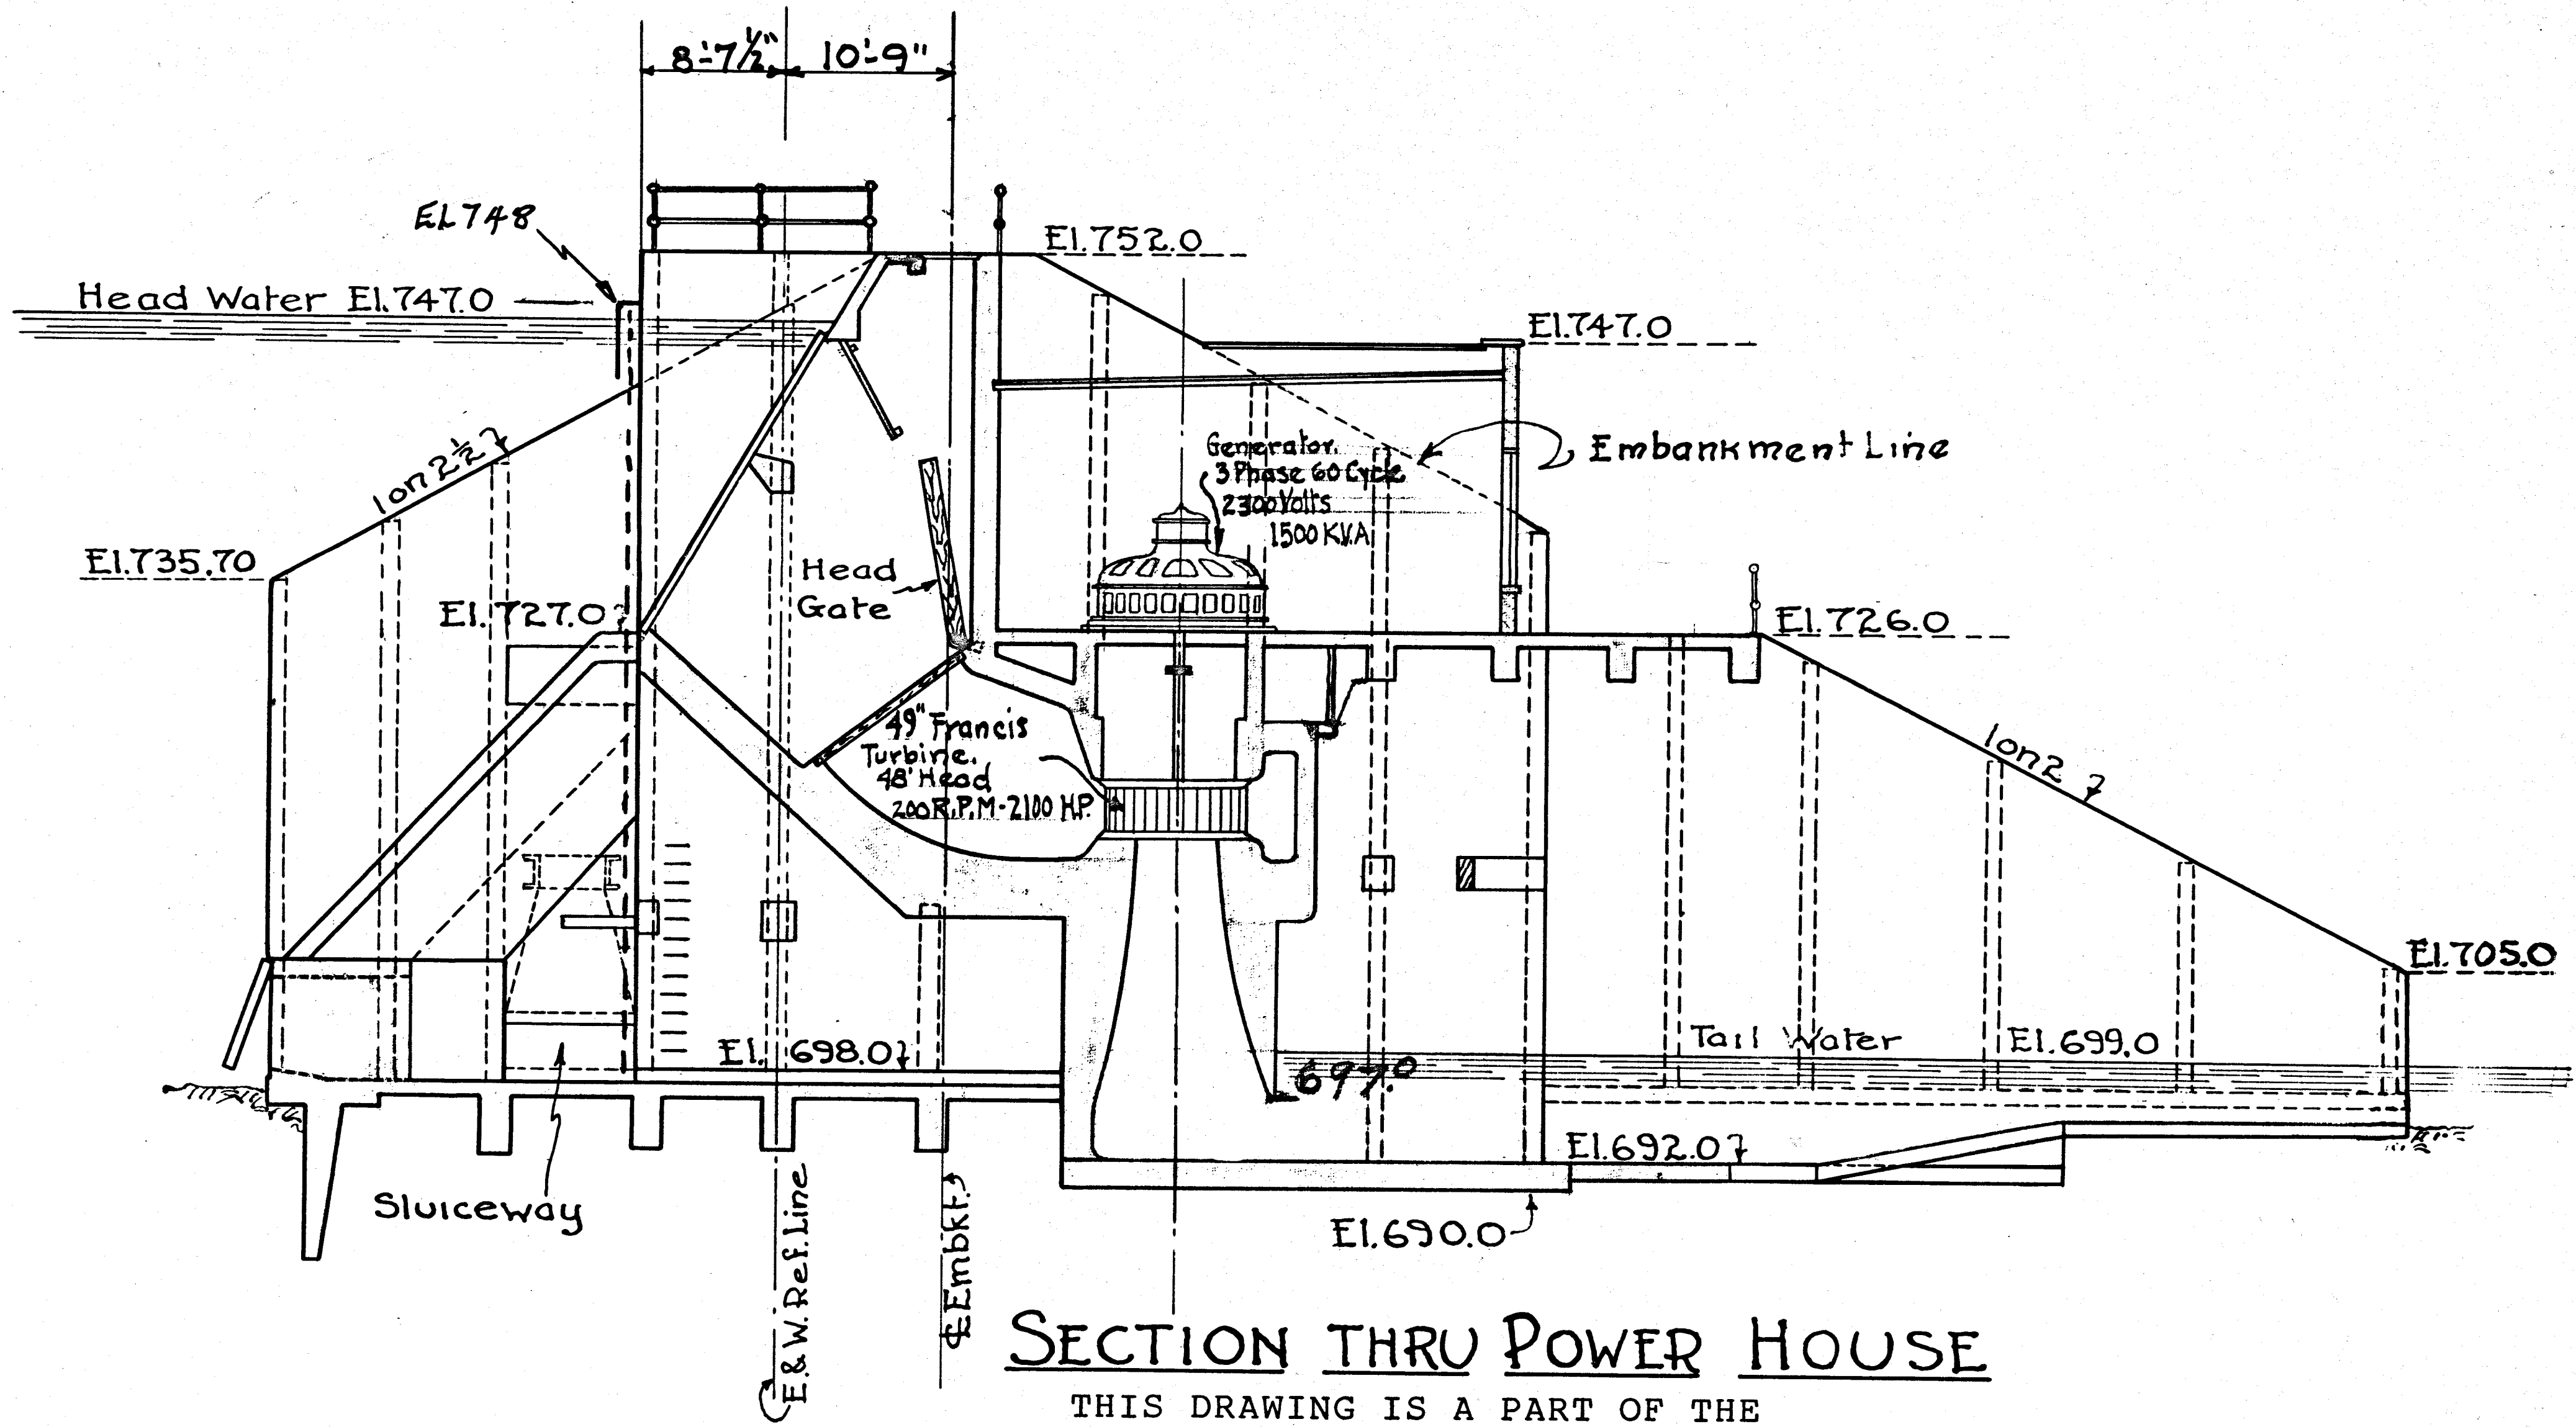 8'-7½" 10'-9"
EL748
El.752.0
Head Water El.747.0
El.747.0
1 on 2½
Generator.
3 Phase 60 Cycle
2300 Volts
1500 K.V.A
Embankment Line
El.735.70
Head
Gate
El.727.0
El.726.0
49" Francis
Turbine.
48' Head
200 R.P.M-2100 H.P.
1 on 2
El.705.0
El. 698.0
Tail Water El.699.0
697.0
El.692.0
Sluiceway
El.690.0
E.& W. Ref. Line
℄ Embkt.
SECTION THRU POWER HOUSE
THIS DRAWING IS A PART OF THE